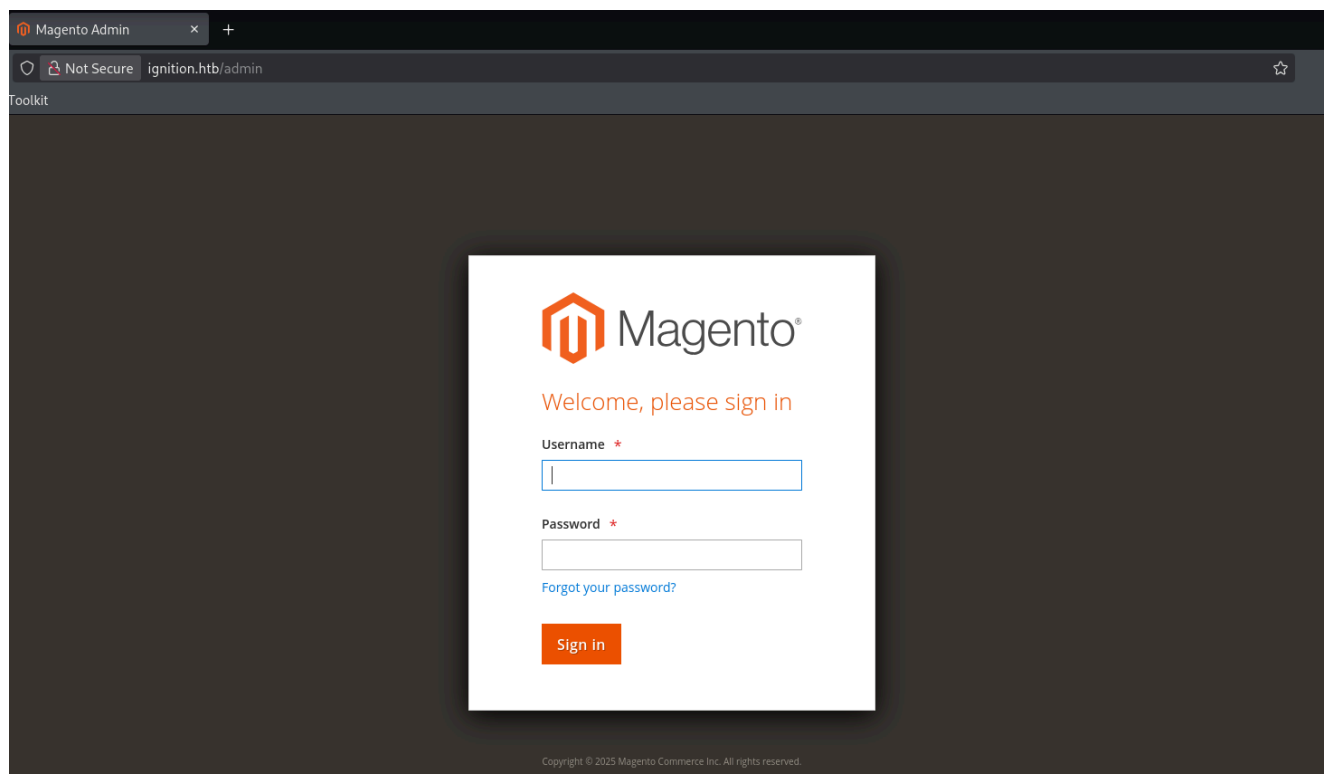 Magento Admin
Not Secure ignition.htb/admin
Toolkit
Magento®
Welcome, please sign in
Username *
Password *
Forgot your password?
Sign in
Copyright © 2025 Magento Commerce Inc. All rights reserved.